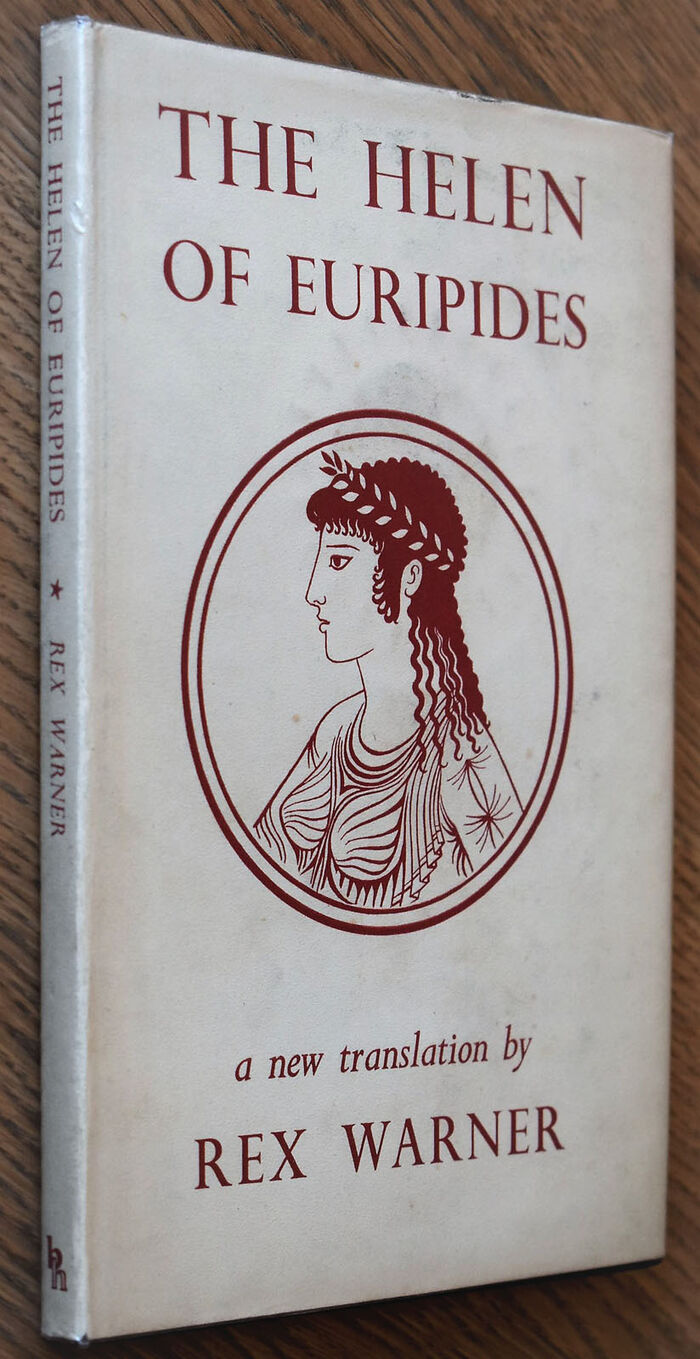 THE HELEN OF EURIPIDES ★ REX WARNER
bh
THE HELEN
OF EURIPIDES
a new translation by
REX WARNER